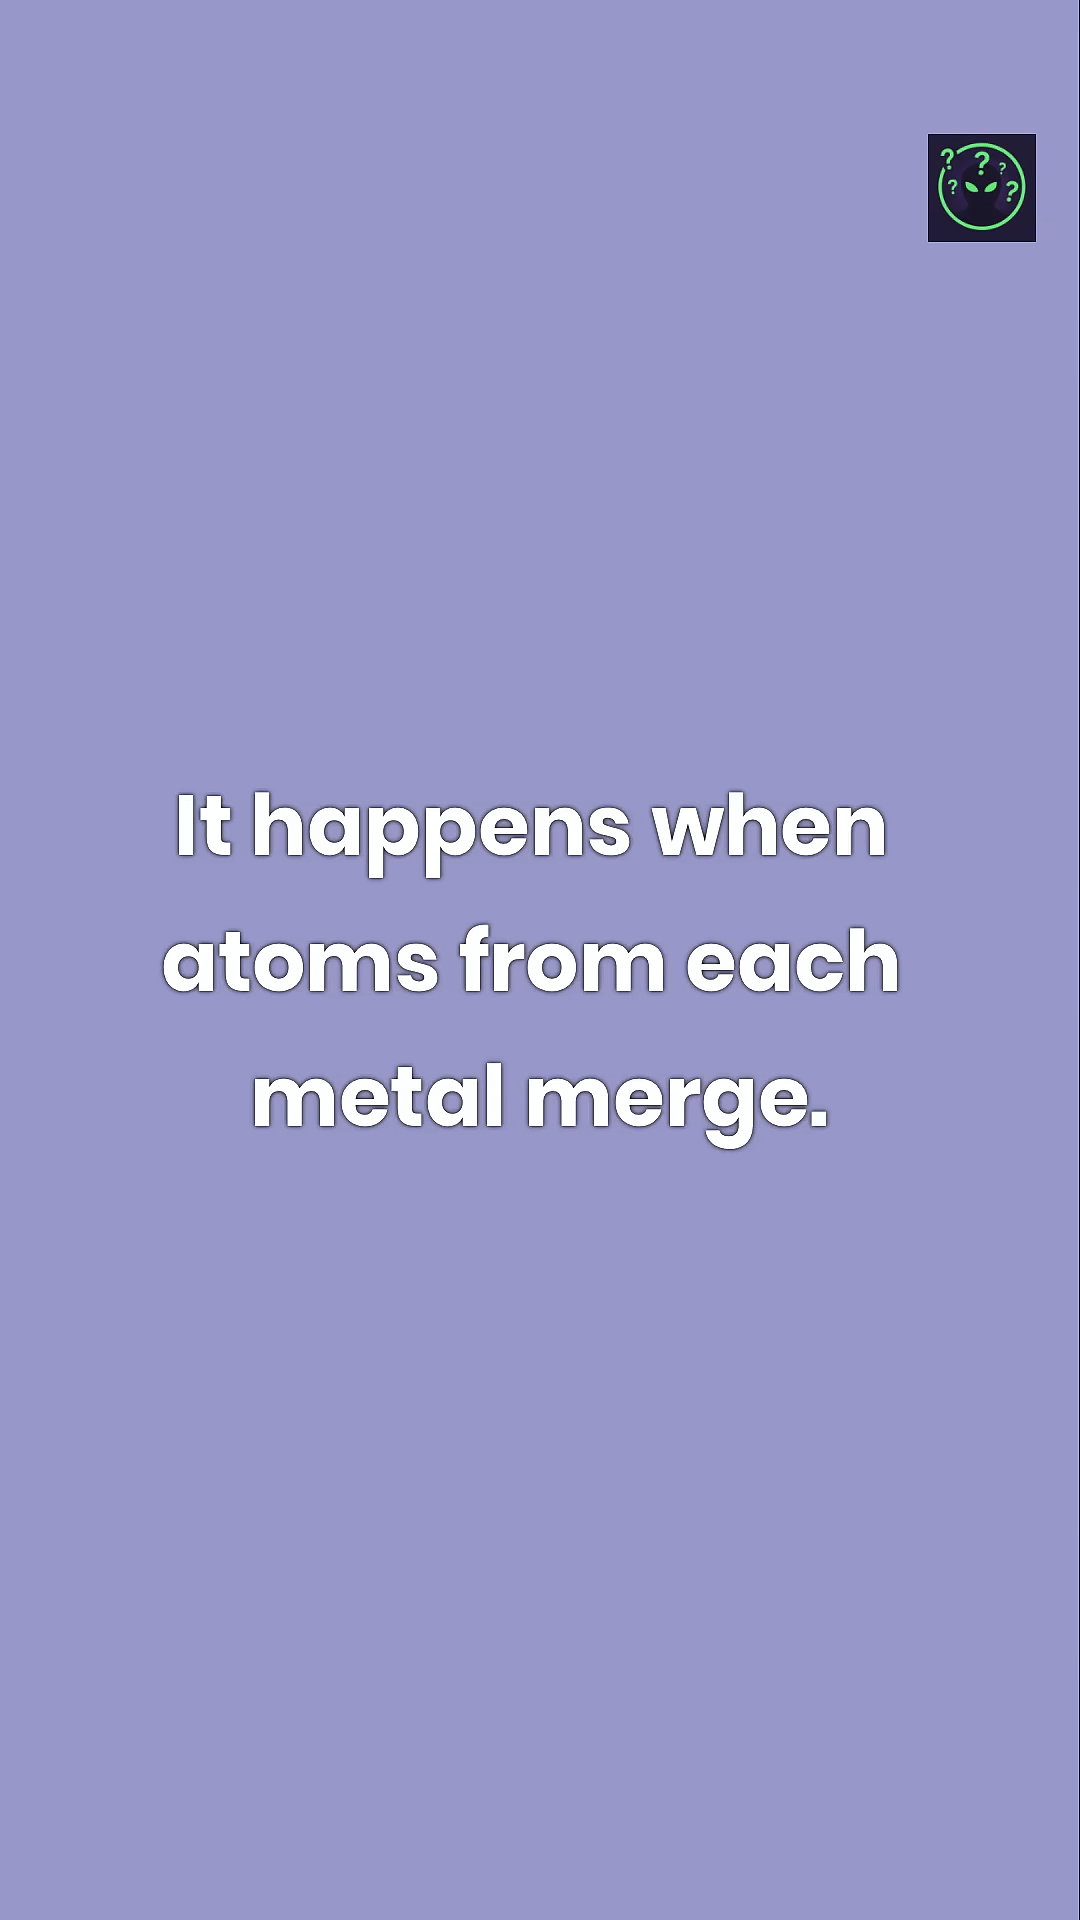 ? ? ? ? ?
It happens when
atoms from each
metal merge.